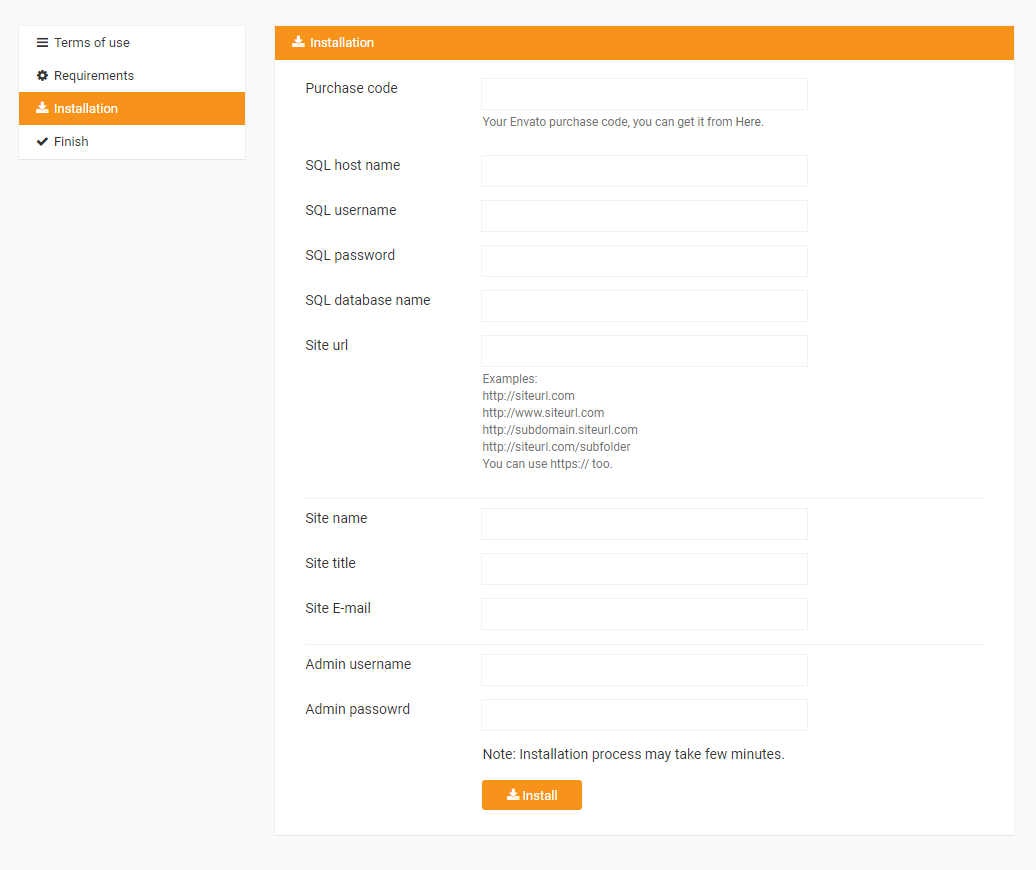 Terms of use
Requirements
Installation
Finish
Installation
Purchase code
Your Envato purchase code, you can get it from Here.
SQL host name
SQL username
SQL password
SQL database name
Site url
Examples:
http://siteurl.com
http://www.siteurl.com
http://subdomain.siteurl.com
http://siteurl.com/subfolder
You can use https:// too.
Site name
Site title
Site E-mail
Admin username
Admin passowrd
Note: Installation process may take few minutes.
Install